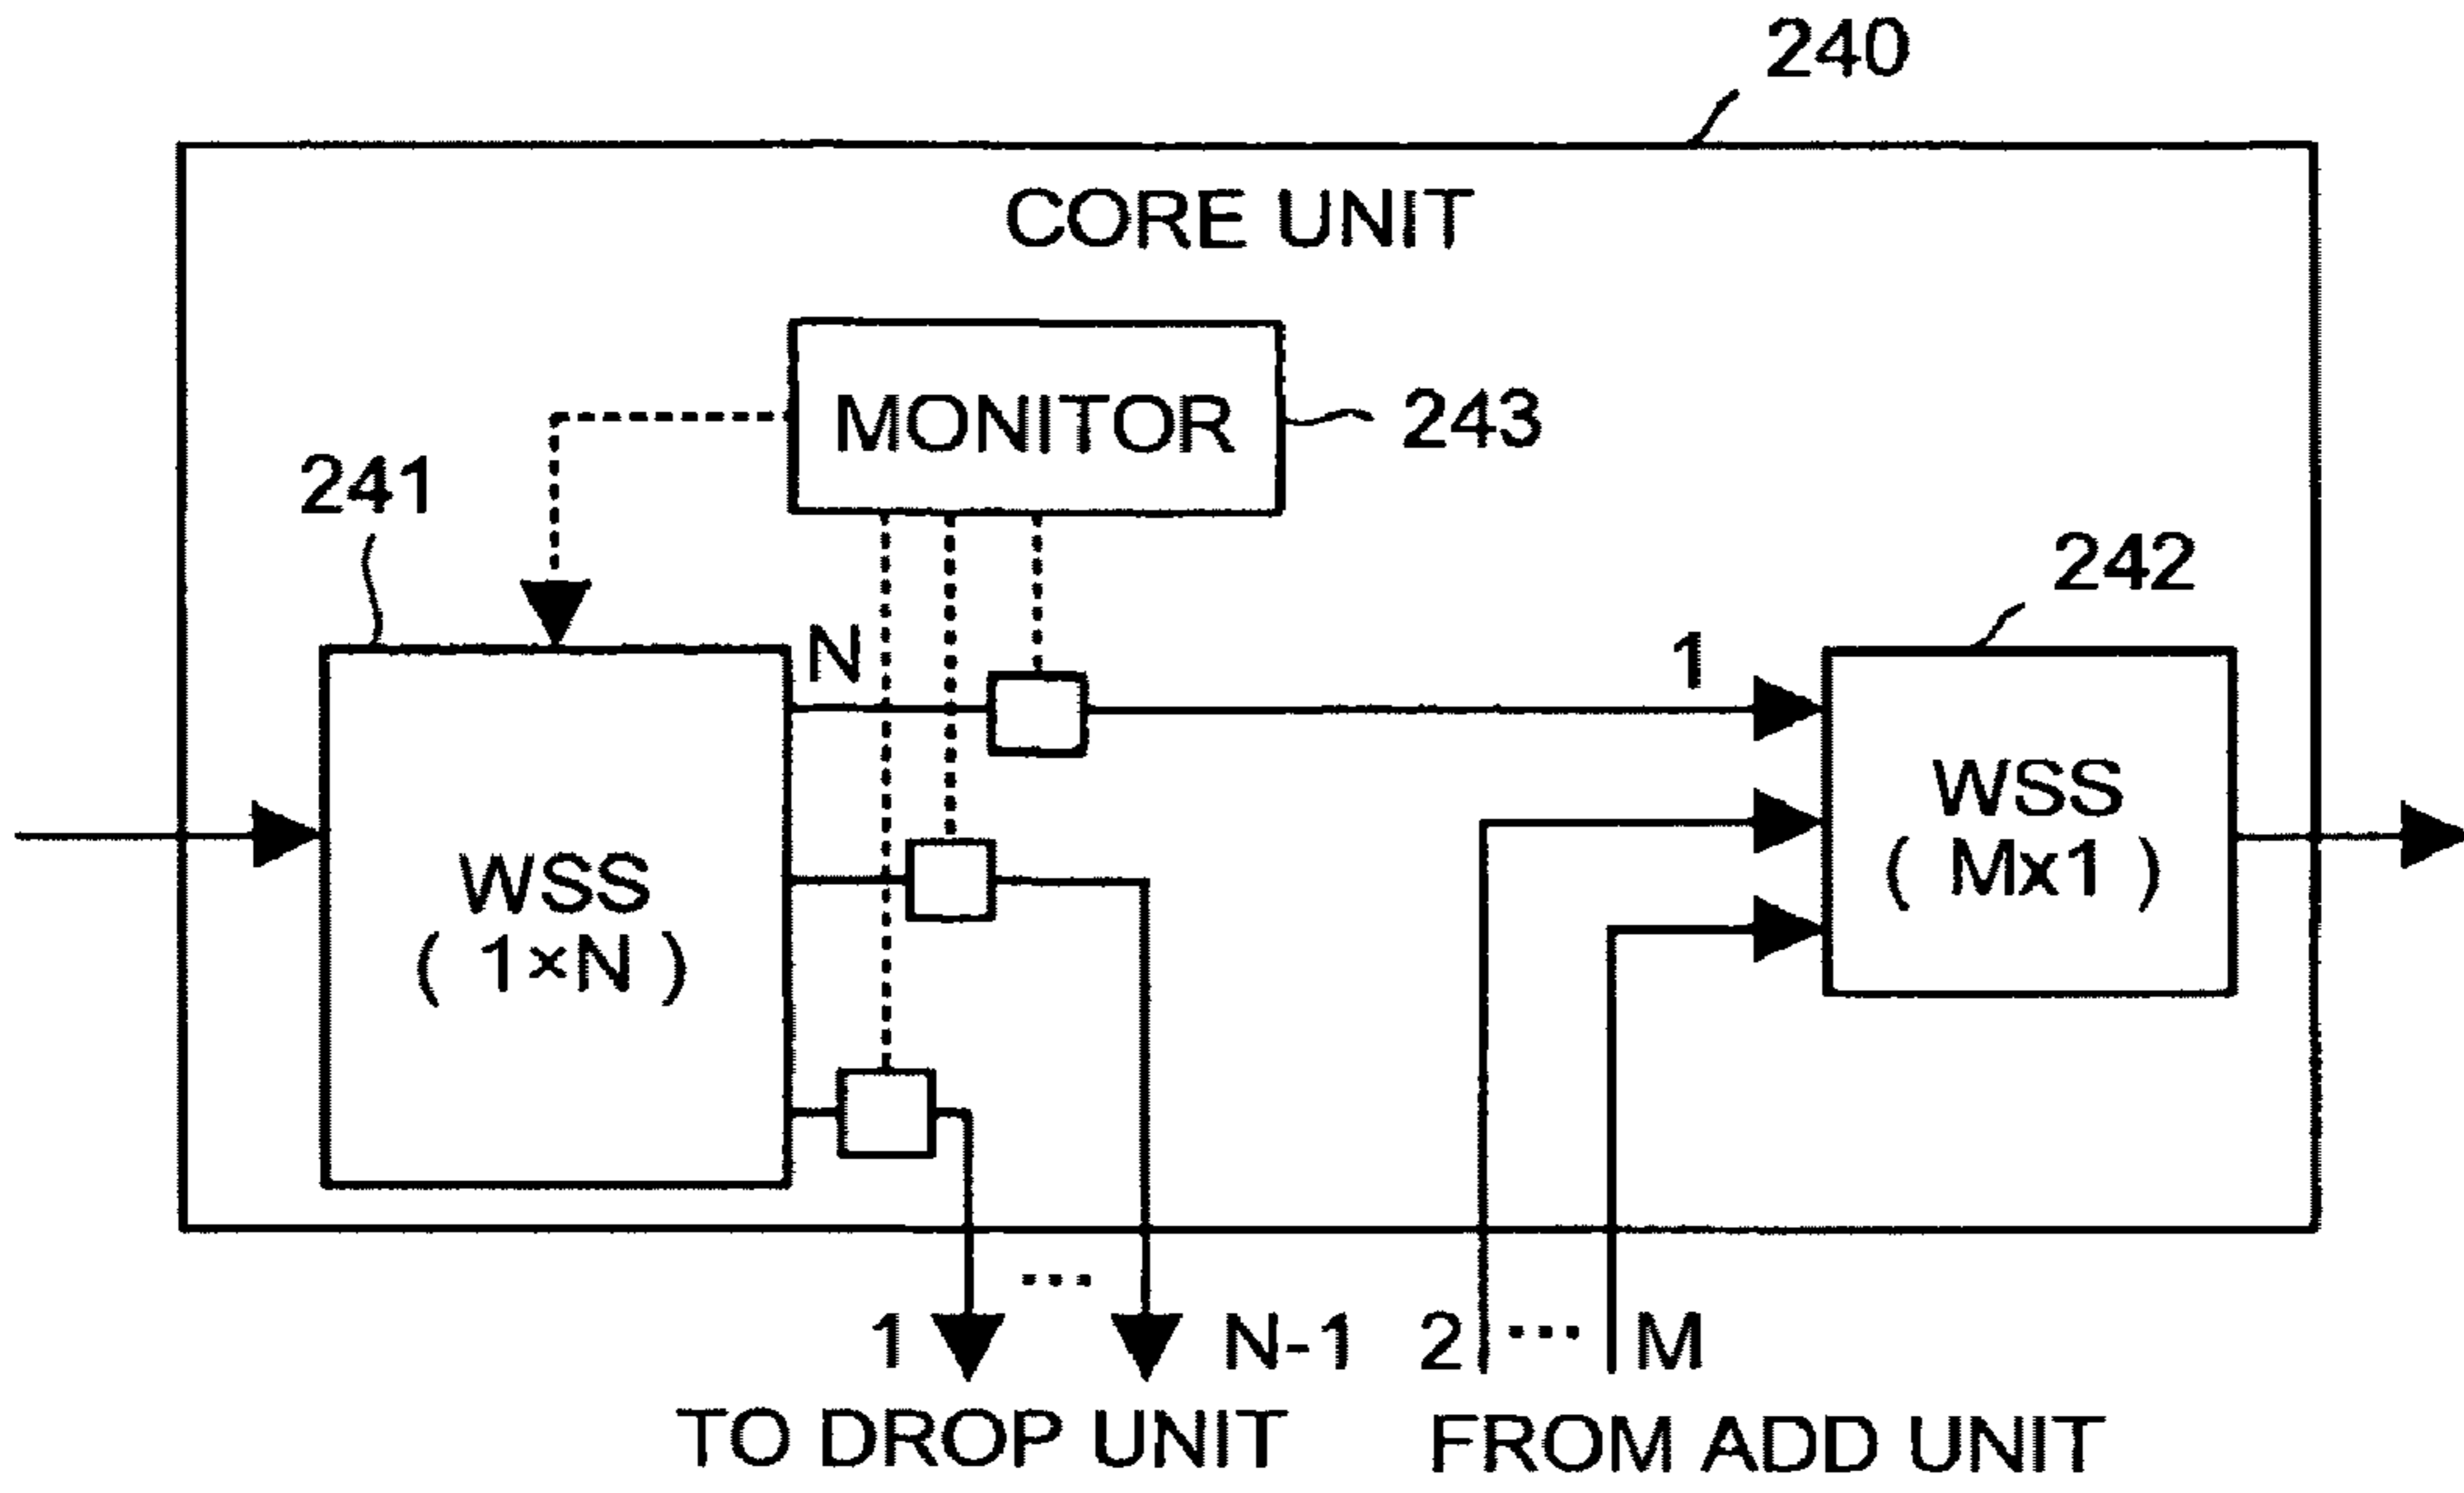 240
CORE UNIT
MONITOR
243
241
242
N
1
WSS
( M×1 )
WSS
( 1×N )
...
1
N-1
2
...
M
TO DROP UNIT
FROM ADD UNIT